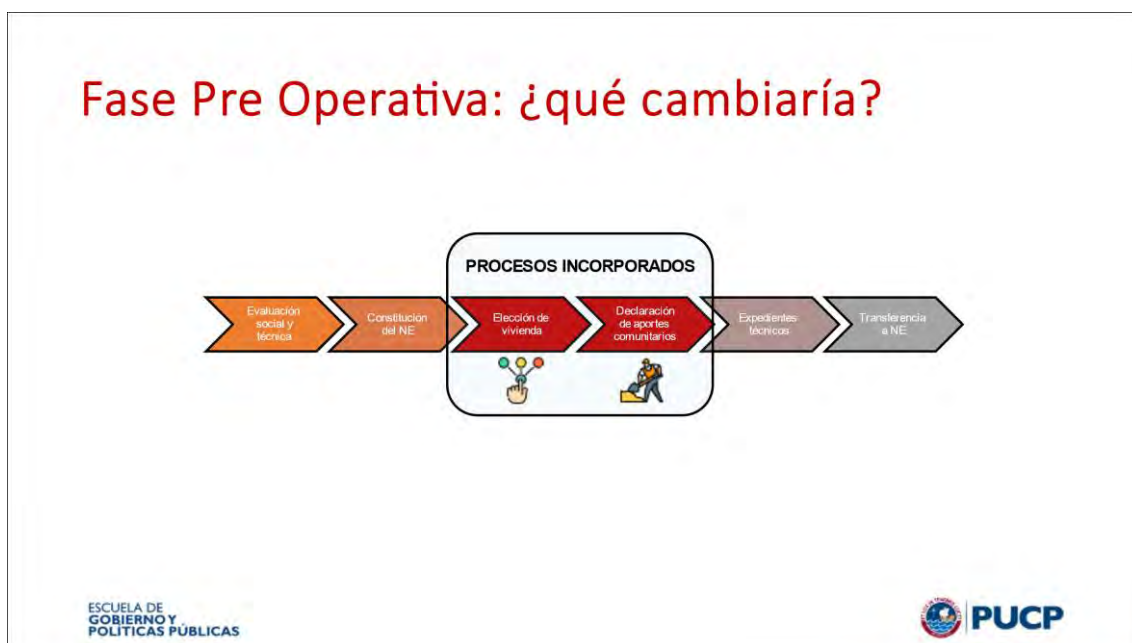 Fase Pre Operativa: ¿qué cambiaría?
PROCESOS INCORPORADOS
Evaluación
social y
técnica
Constitución
del NE
Elección de
vivienda
Declaración
de aportes
comunitarios
Expedientes
técnicos
Transferencia
a NE
ESCUELA DE
GOBIERNO Y
POLÍTICAS PÚBLICAS
PUCP